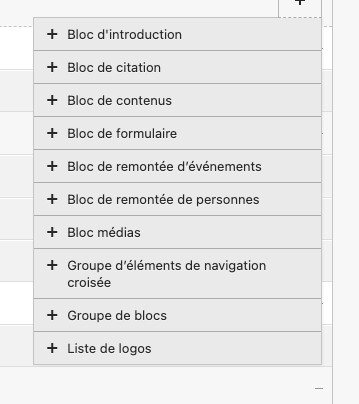 + Bloc d'introduction
+ Bloc de citation
+ Bloc de contenus
+ Bloc de formulaire
+ Bloc de remontée d’événements
+ Bloc de remontée de personnes
+ Bloc médias
+ Groupe d’éléments de navigation
croisée
+ Groupe de blocs
+ Liste de logos